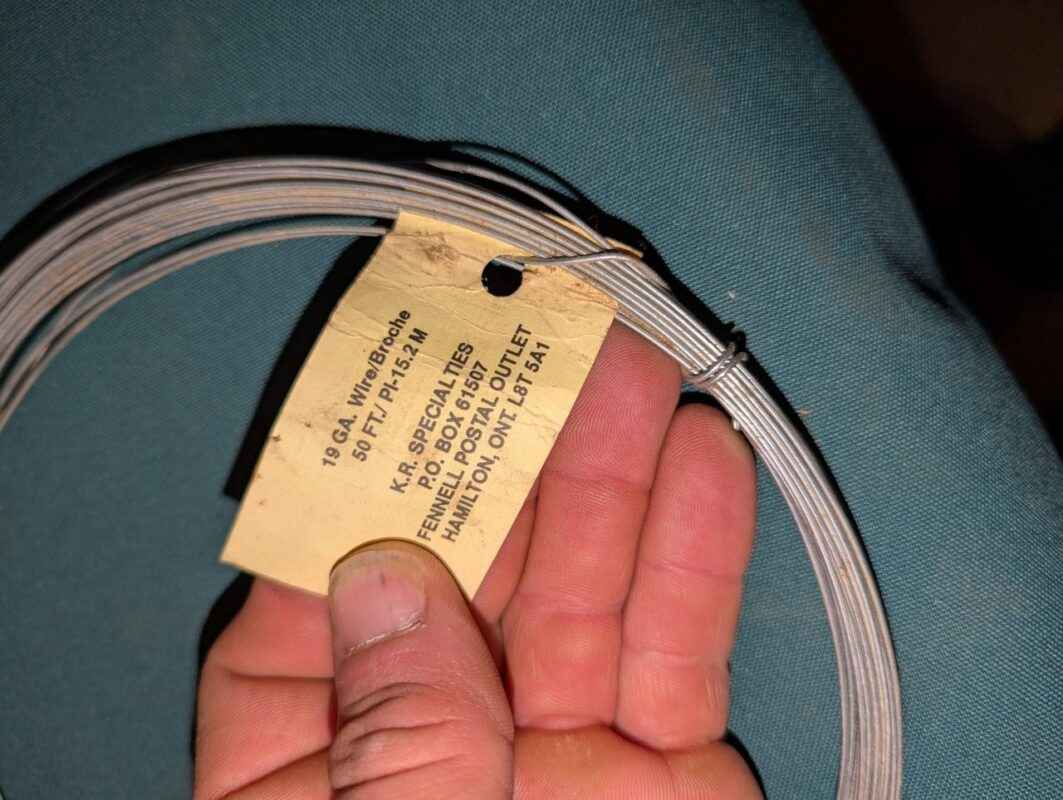 19 GA. Wire/Broche
50 FT./ PI-15.2 M
K.R. SPECIALTIES
P.O. BOX 61507
FENNELL POSTAL OUTLET
HAMILTON, ONT. L8T 5A1